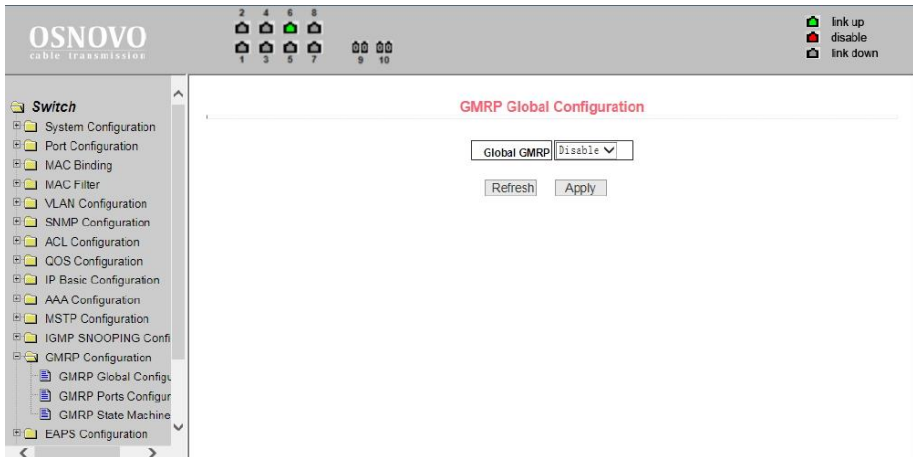 OSNOVO
cable transmission
2 4 6 8
1 3 5 7 9 10
link up
disable
link down
Switch
System Configuration
Port Configuration
MAC Binding
MAC Filter
VLAN Configuration
SNMP Configuration
ACL Configuration
QOS Configuration
IP Basic Configuration
AAA Configuration
MSTP Configuration
IGMP SNOOPING Confi
GMRP Configuration
GMRP Global Configu
GMRP Ports Configur
GMRP State Machine
EAPS Configuration
GMRP Global Configuration
Global GMRP Disable
Refresh Apply